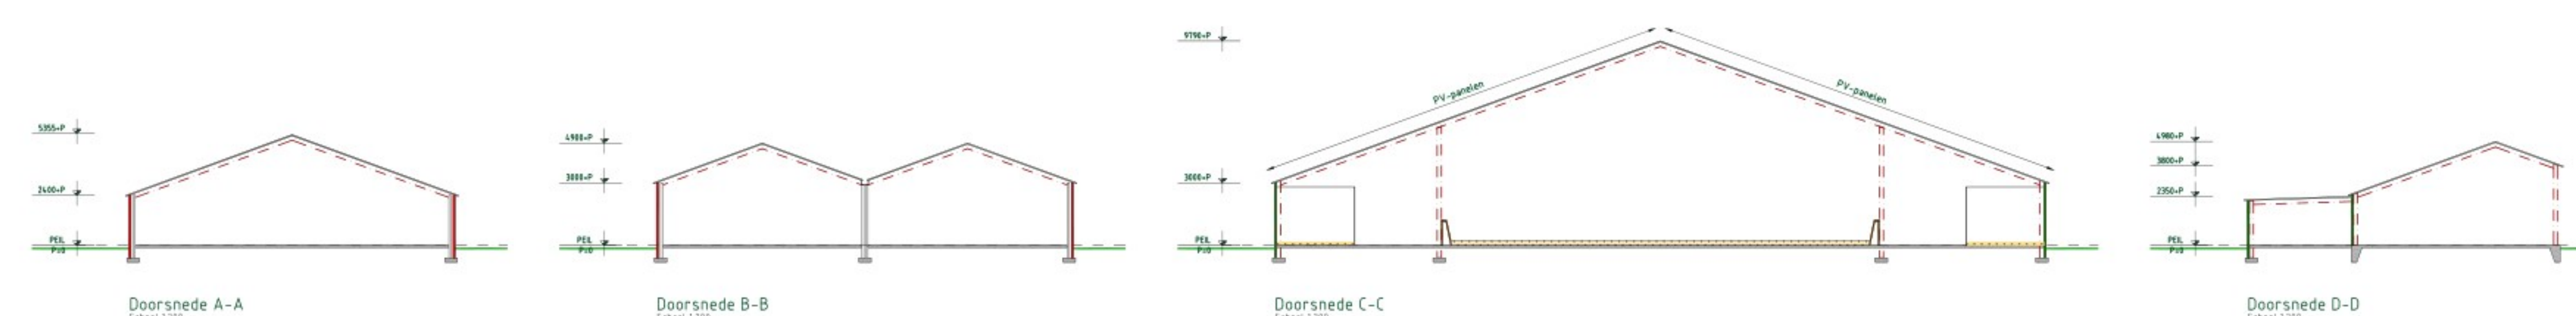 5355+P
2400+P
PEIL
P±0
Doorsnede A-A
4900+P
3000+P
PEIL
P±0
Doorsnede B-B
9790+P
3000+P
PEIL
P±0
PV-panelen
PV-panelen
Doorsnede C-C
4980+P
3800+P
2350+P
PEIL
P±0
Doorsnede D-D